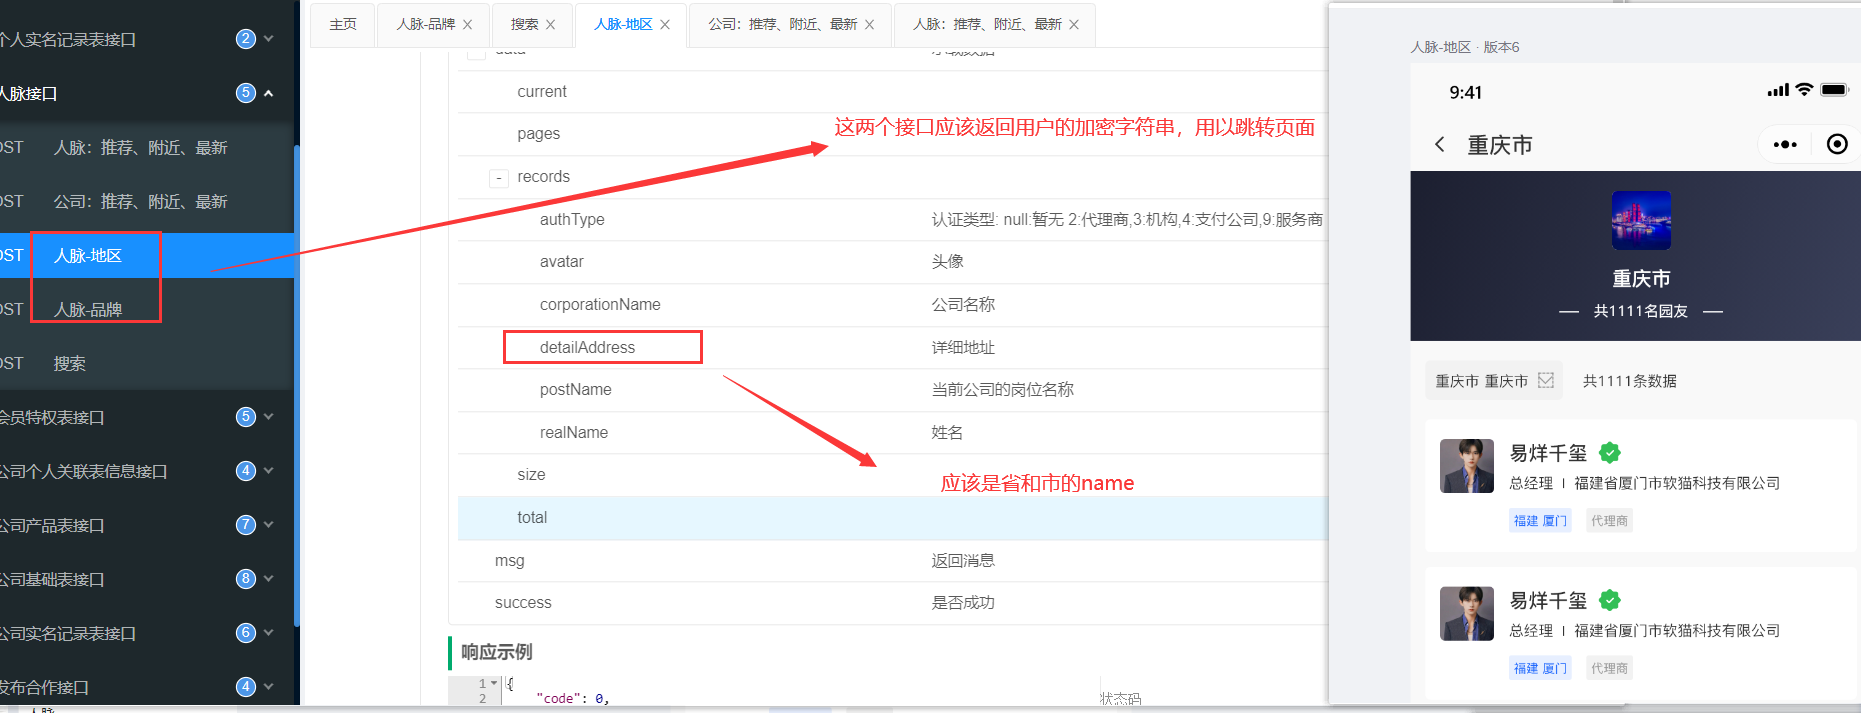 个人实名记录表接口 2
人脉接口 5
OST 人脉：推荐、附近、最新
OST 公司：推荐、附近、最新
OST 人脉-地区
OST 人脉-品牌
OST 搜索
会员特权表接口 5
公司个人关联表信息接口 4
公司产品表接口 7
公司基础表接口 8
公司实名记录表接口 6
发布合作接口 4
人脉
主页 人脉-品牌 搜索 人脉-地区 公司：推荐、附近、最新 人脉：推荐、附近、最新
data 承载数据
current
pages
这两个接口应该返回用户的加密字符串，用以跳转页面
- records
authType 认证类型: null:暂无 2:代理商,3:机构,4:支付公司,9:服务商
avatar 头像
corporationName 公司名称
detailAddress 详细地址
postName 当前公司的岗位名称
realName 姓名
size
应该是省和市的name
total
msg 返回消息
success 是否成功
响应示例
1 {
2 "code": 0, 状态码
人脉-地区 · 版本6
9:41
重庆市
重庆市
共1111名园友
重庆市 重庆市 共1111条数据
易烊千玺
总经理 | 福建省厦门市软猫科技有限公司
福建 厦门 代理商
易烊千玺
总经理 | 福建省厦门市软猫科技有限公司
福建 厦门 代理商